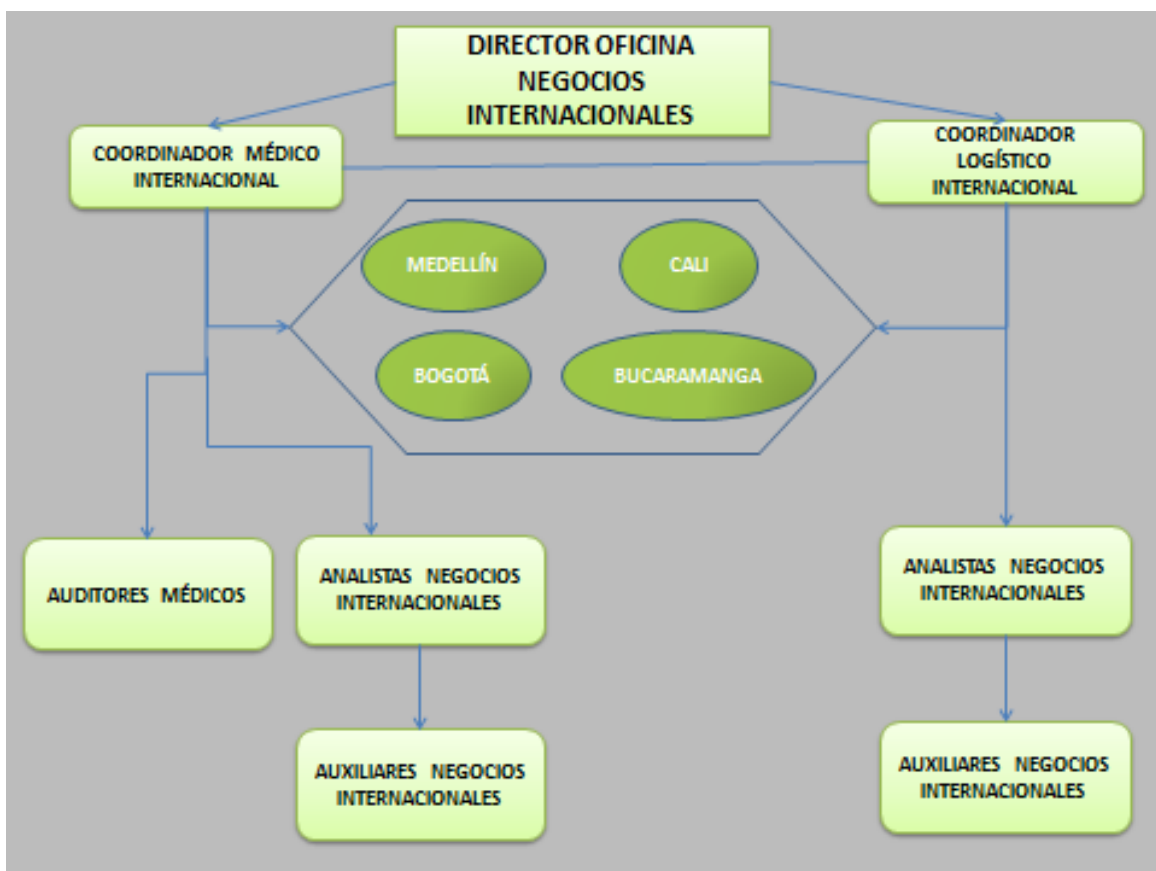 DIRECTOR OFICINA
NEGOCIOS
INTERNACIONALES
COORDINADOR MÉDICO
INTERNACIONAL
COORDINADOR
LOGÍSTICO
INTERNACIONAL
MEDELLÍN
CALI
BOGOTÁ
BUCARAMANGA
AUDITORES MÉDICOS
ANALISTAS NEGOCIOS
INTERNACIONALES
ANALISTAS NEGOCIOS
INTERNACIONALES
AUXILIARES NEGOCIOS
INTERNACIONALES
AUXILIARES NEGOCIOS
INTERNACIONALES